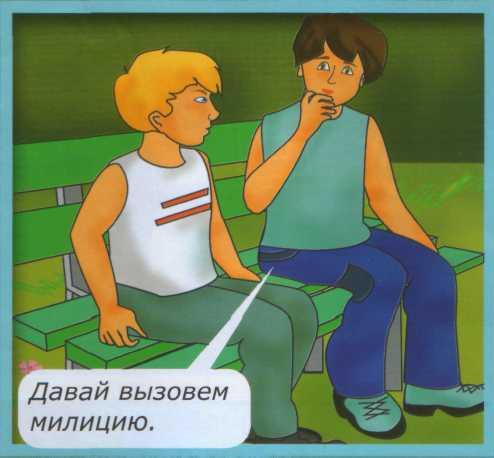 Давай вызовем
милицию.